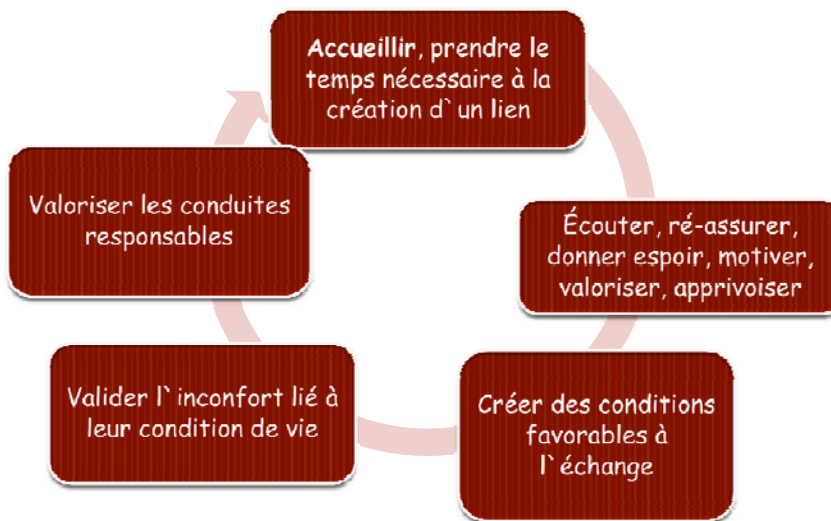 Accueillir, prendre le
temps nécessaire à la
création d`un lien
Écouter, ré-assurer,
donner espoir, motiver,
valoriser, apprivoiser
Créer des conditions
favorables à
l`échange
Valider l`inconfort lié à
leur condition de vie
Valoriser les conduites
responsables